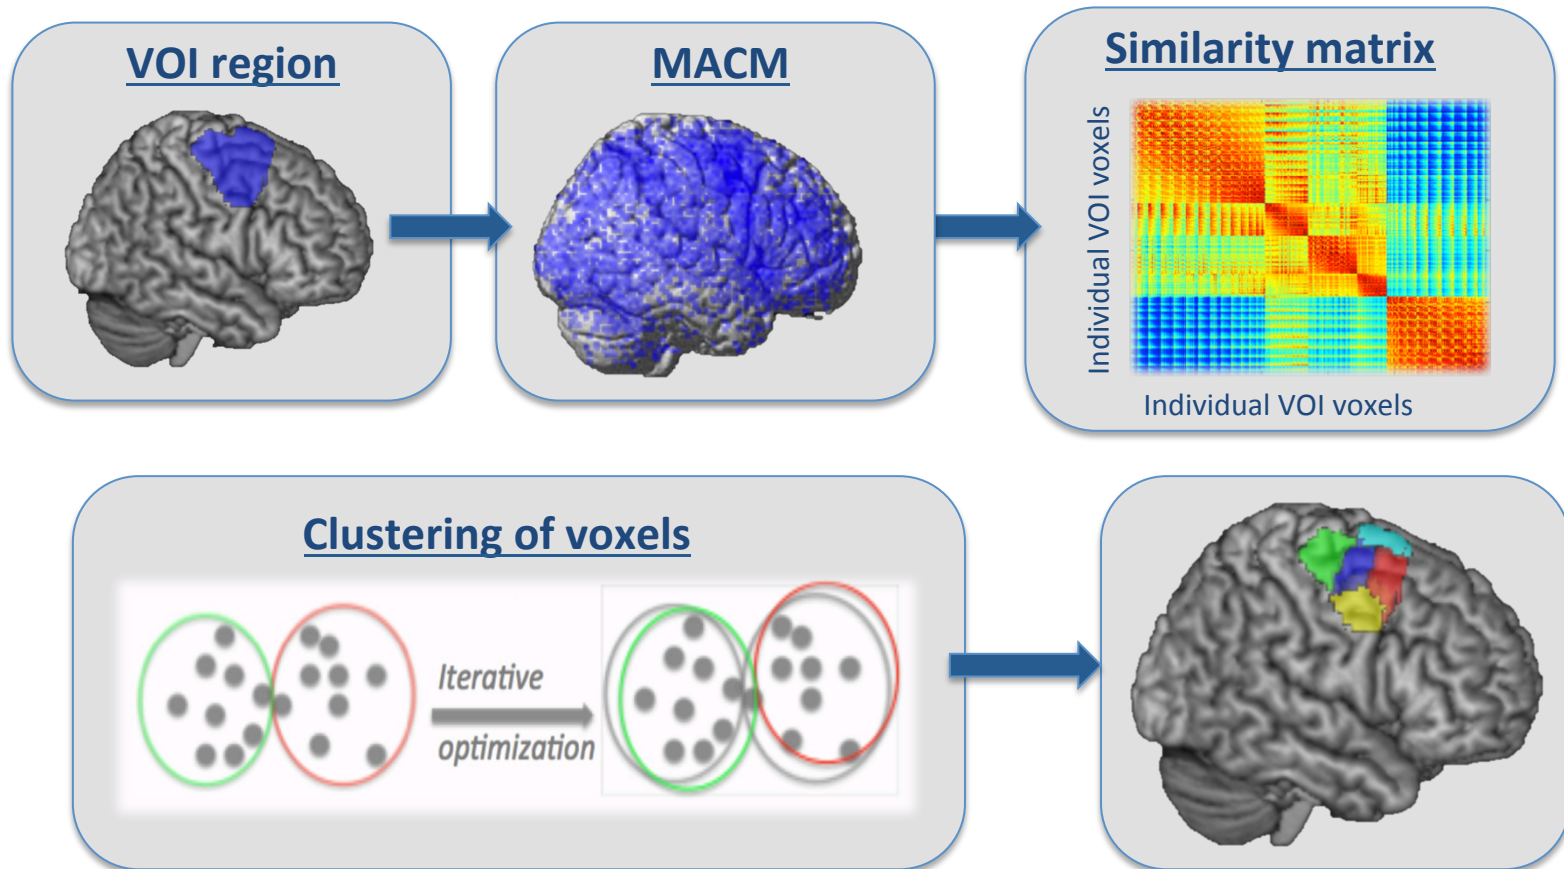 VOI region
MACM
Similarity matrix
Individual VOI voxels
Individual VOI voxels
Clustering of voxels
Iterative
optimization